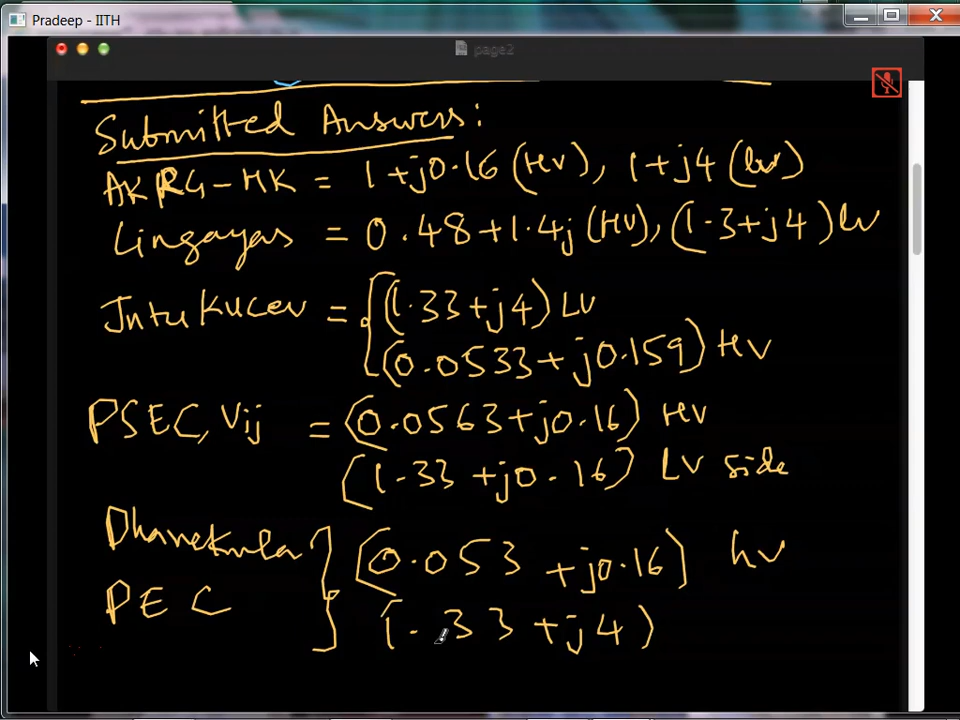 Pradeep - IITH
page2
Submitted Answers:
AKRG-MK = 1+j0.16 (HV), 1+j4 (LV)
Lingayas = 0.48+1.4j (HV), (1.3+j4) LV
Jntu Kucev = (1.33+j4) LV
(0.0533+j0.159) HV
PSEC, Vij = (0.0563+j0.16) HV
(1.33+j0.16) LV side
Dhanekula (0.053+j0.16) hv
PEC (1.33+j4)